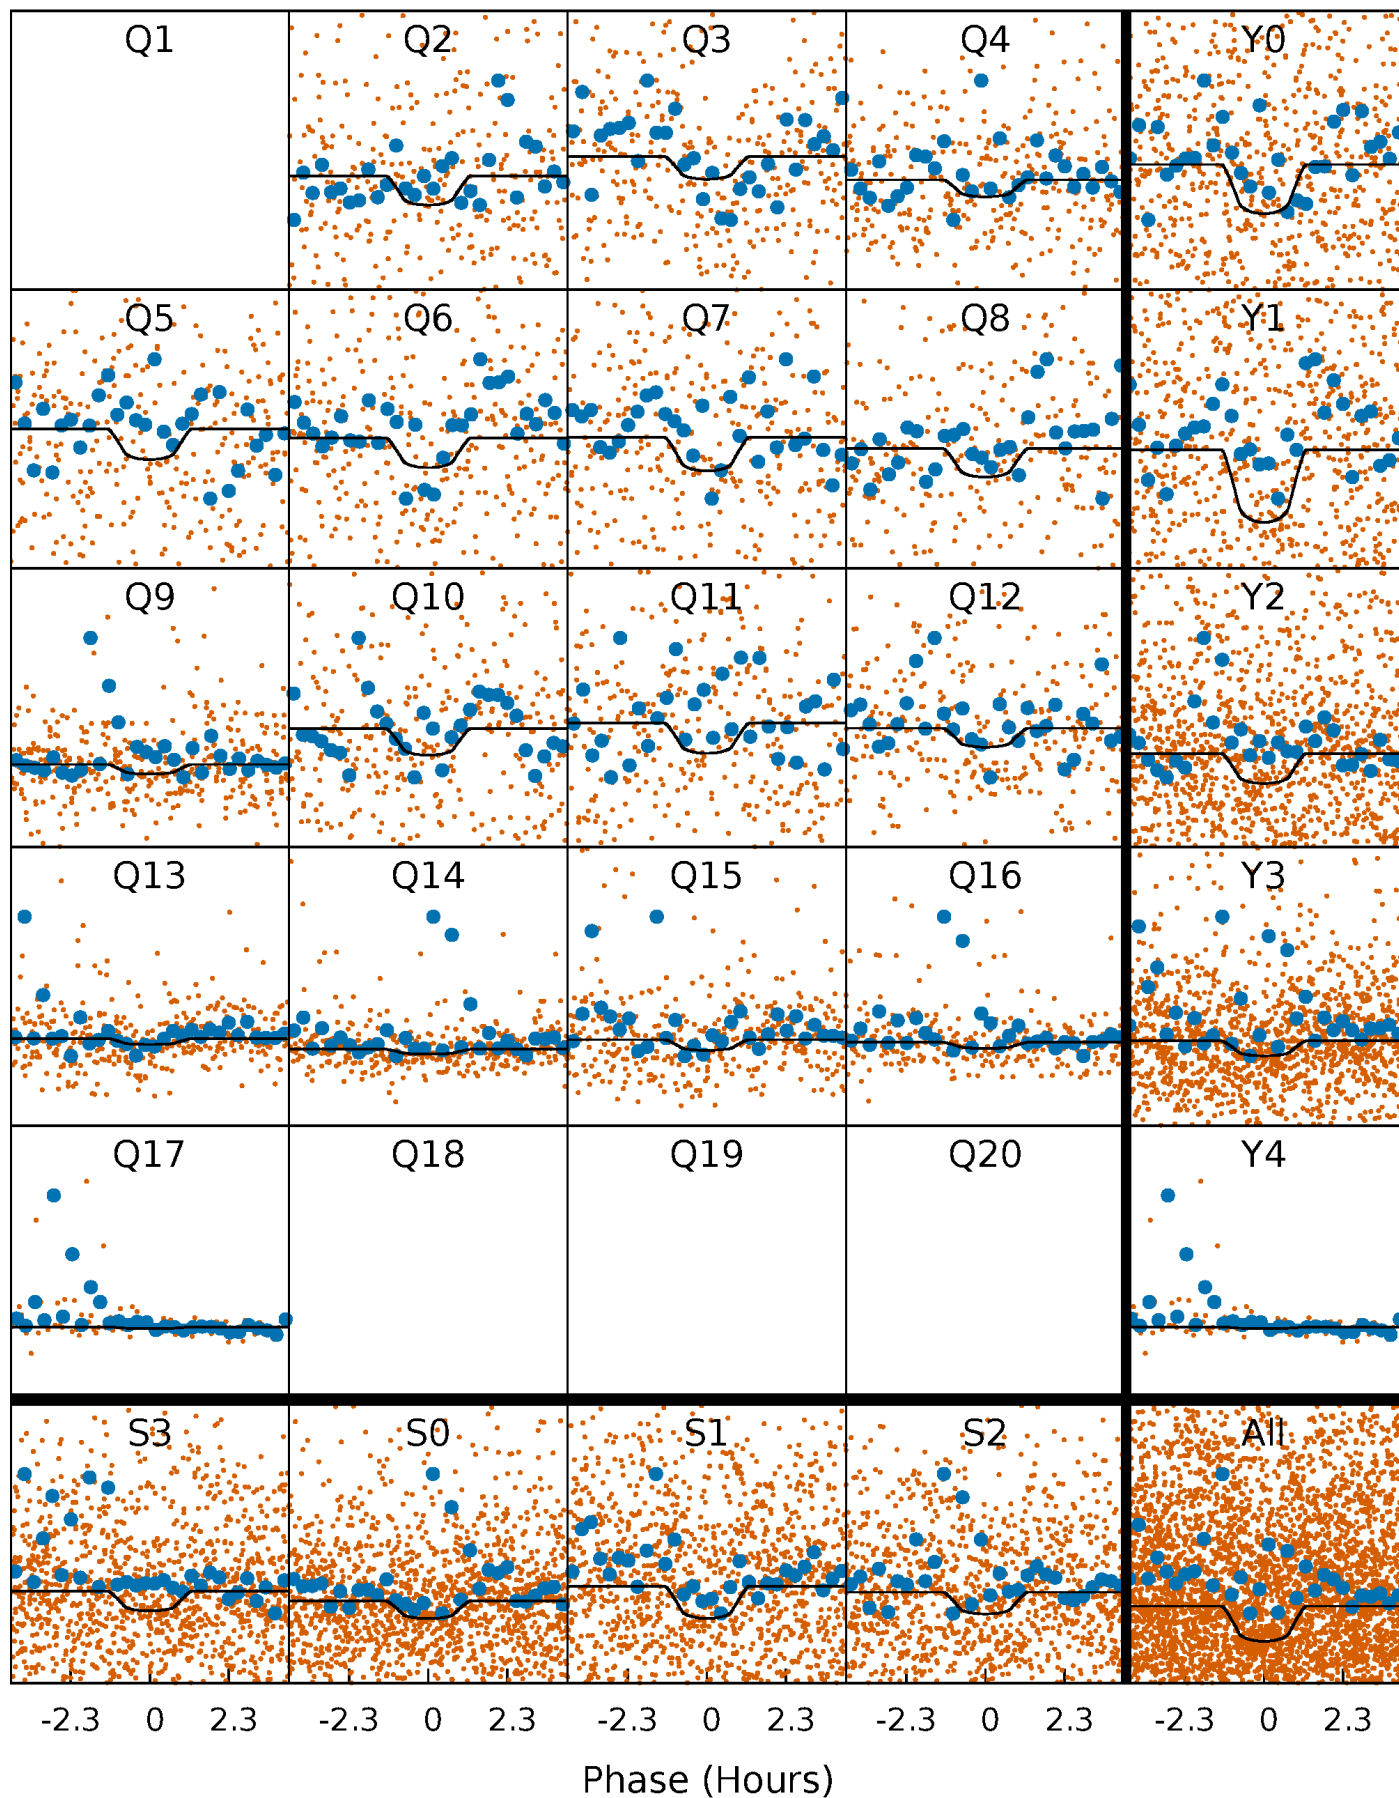 Q1 Q2 Q3 Q4 Y0
Q5 Q6 Q7 Q8 Y1
Q9 Q10 Q11 Q12 Y2
Q13 Q14 Q15 Q16 Y3
Q17 Q18 Q19 Q20 Y4
S3 S0 S1 S2 All
-2.3 0 2.3 -2.3 0 2.3 -2.3 0 2.3 -2.3 0 2.3 -2.3 0 2.3
Phase (Hours)